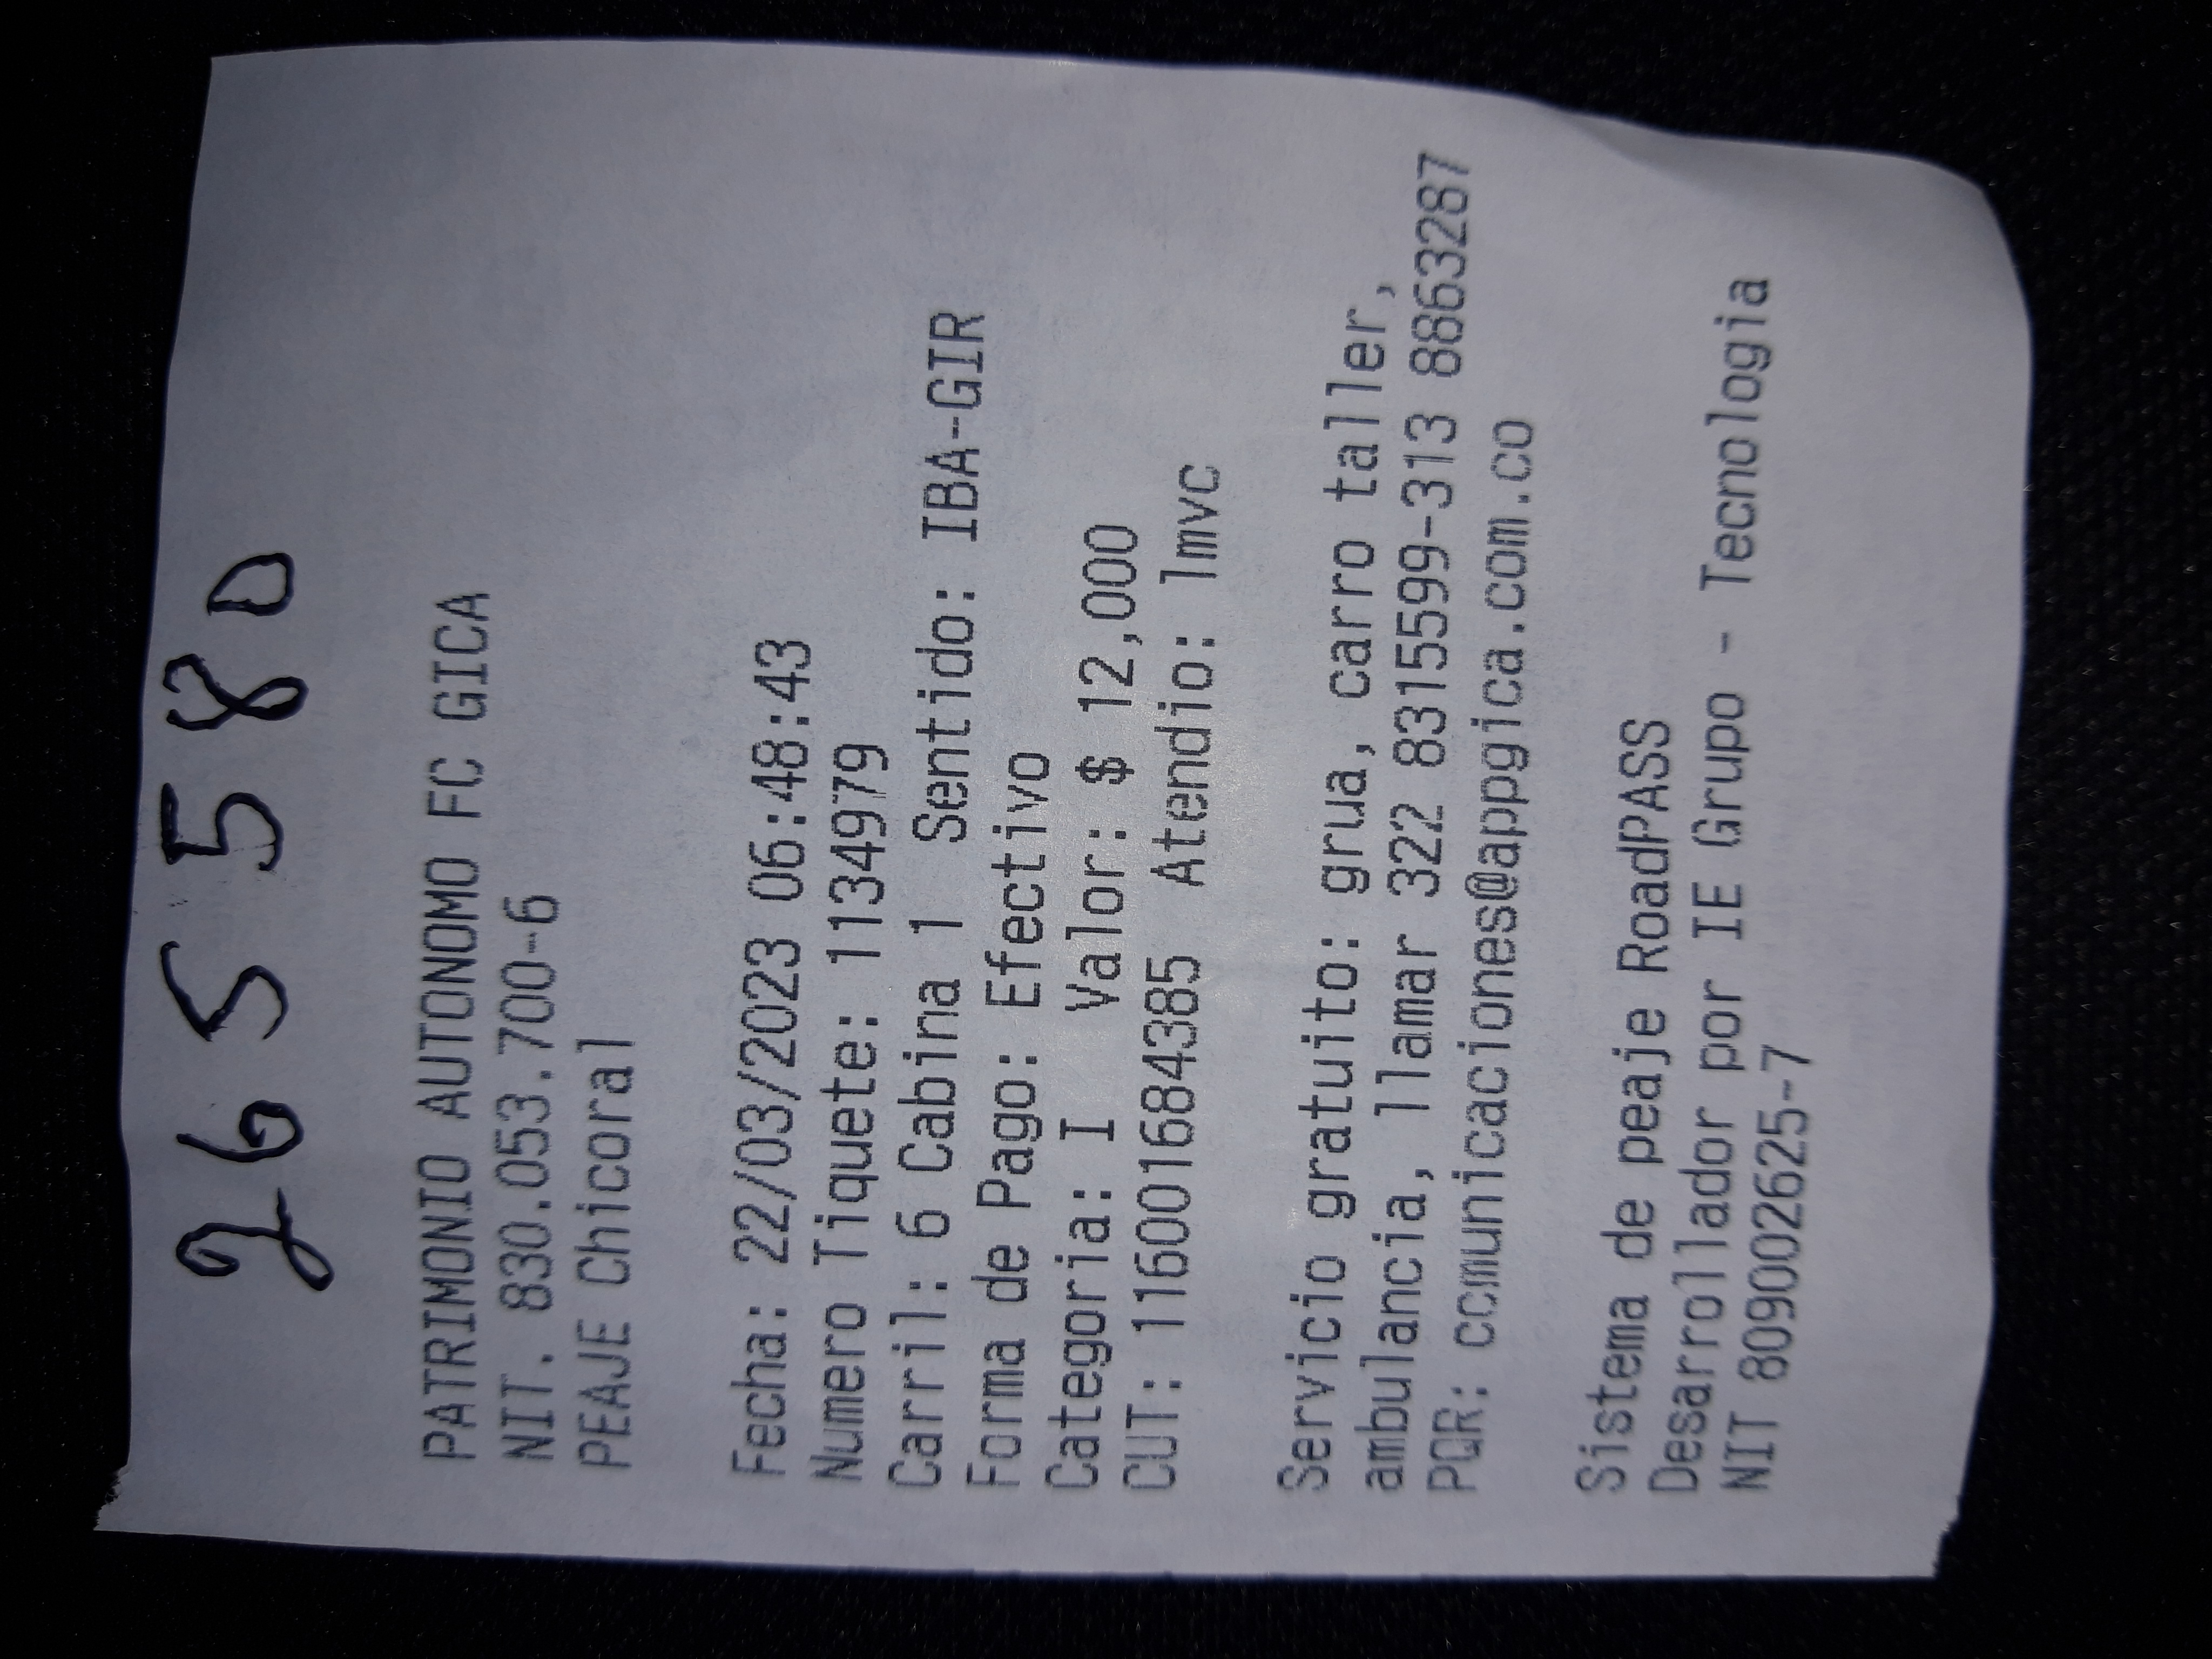 265580
PATRIMONIO AUTONOMO FC GICA
NIT. 830.053.700-6
PEAJE Chicoral
Fecha: 22/03/2023 06:48:43
Numero Tiquete: 1134979
Carril: 6 Cabina 1 Sentido: IBA-GIR
Forma de Pago: Efectivo
Categoria: I Valor: $ 12,000
CUT: 116001684385 Atendio: lmvc
Servicio gratuito: grua, carro taller,
ambulancia, llamar 322 8315599-313 8863287
PQR: comunicaciones@appgica.com.co
Sistema de peaje RoadPASS
Desarrollador por IE Grupo - Tecnologia
NIT 809002625-7